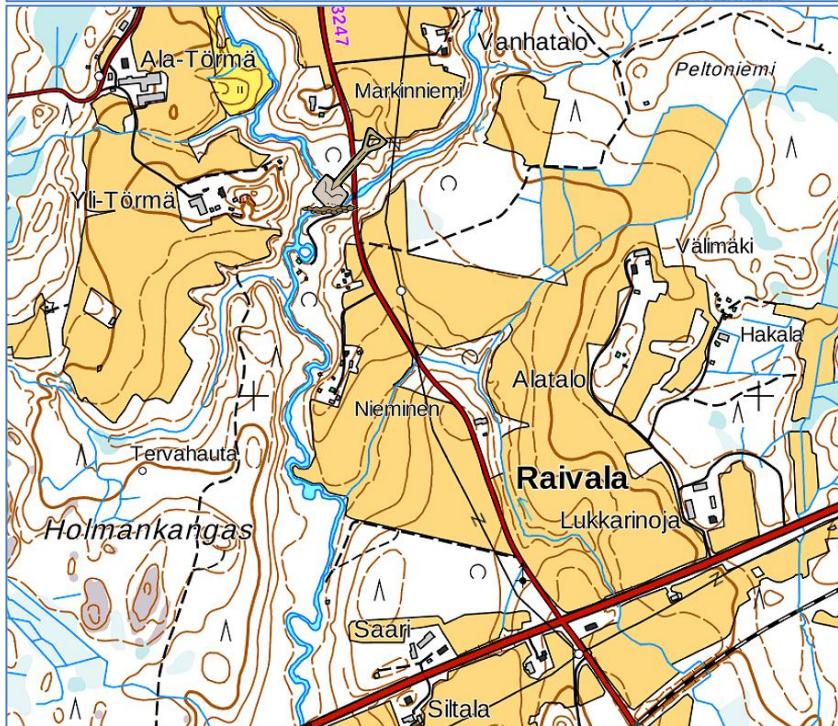 3247
Vanhatalo
Ala-Törmä
Peltoniemi
Markinniemi
Yli-Törmä
Välimäki
Hakala
Alatalo
Nieminen
Tervahauta
Raivala
Lukkarinoja
Holmankangas
Saari
Siltala